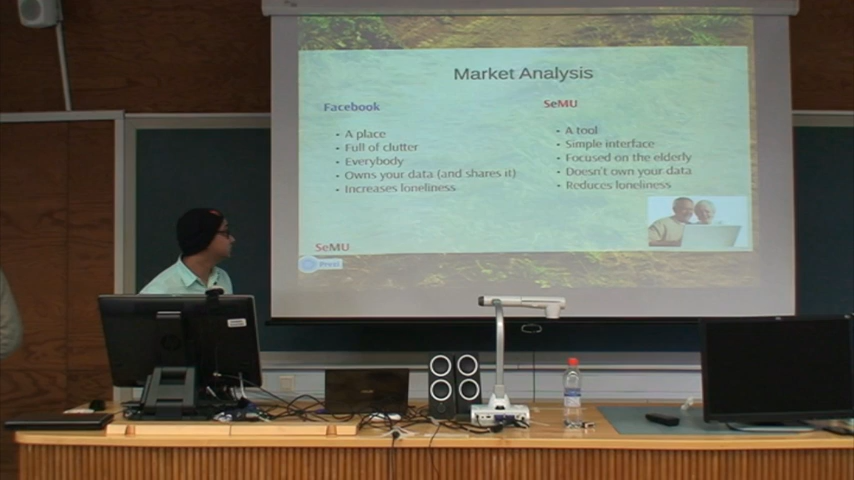 Market Analysis
Facebook
A place
Full of clutter
Everybody
Owns your data (and shares it)
Increases loneliness
SeMU
A tool
Simple interface
Focused on the elderly
Doesn't own your data
Reduces loneliness
SeMU
Prezi